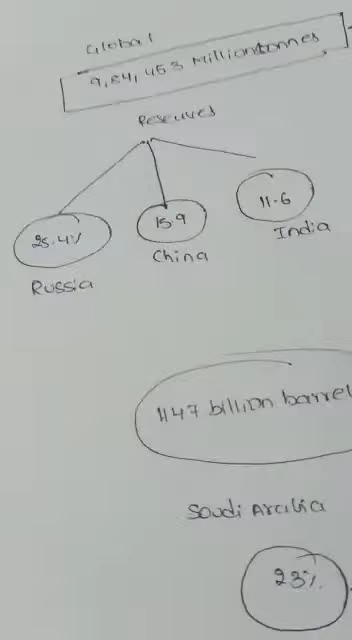 Global
9,84,453 Milliontonnes
Reserves
25.4%
15.9
11.6
Russia
China
India
1147 billion barrel
Saudi Arabia
23%